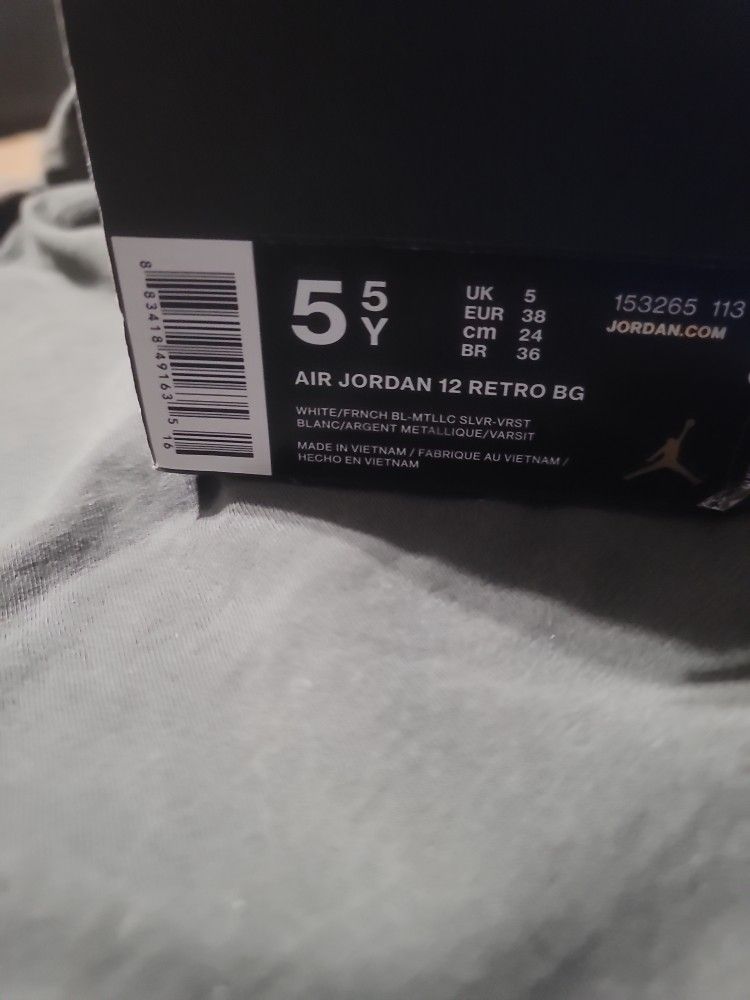 8 83418 49163 5 16
5 5
Y
UK 5
EUR 38
cm 24
BR 36
153265 113
JORDAN.COM
AIR JORDAN 12 RETRO BG
WHITE/FRNCH BL-MTLLC SLVR-VRST
BLANC/ARGENT METALLIQUE/VARSIT
MADE IN VIETNAM / FABRIQUE AU VIETNAM /
HECHO EN VIETNAM